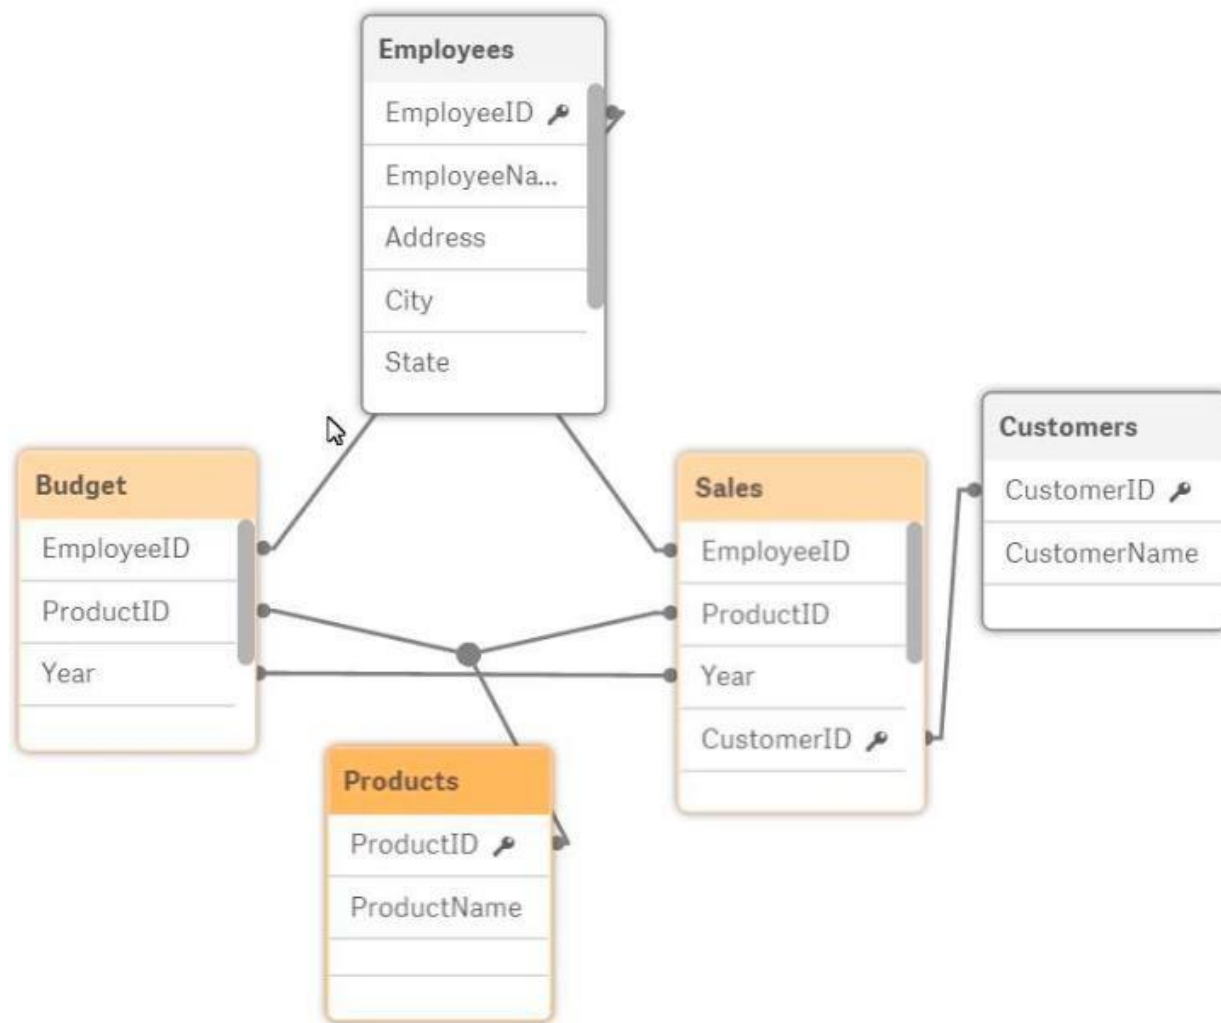 Employees
EmployeeID
EmployeeNa...
Address
City
State
Budget
EmployeeID
ProductID
Year
Sales
EmployeeID
ProductID
Year
CustomerID
Customers
CustomerID
CustomerName
Products
ProductID
ProductName